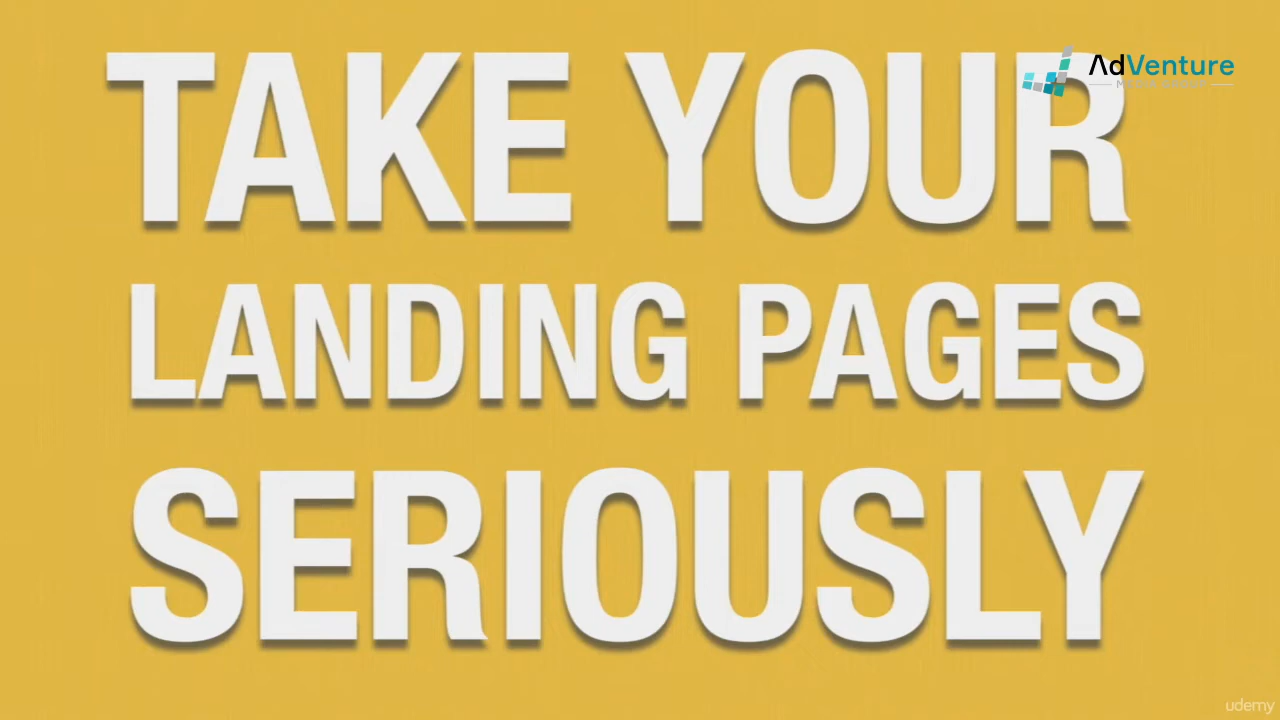 TAKE YOUR
AdVenture
LANDING PAGES
SERIOUSLY
udemy